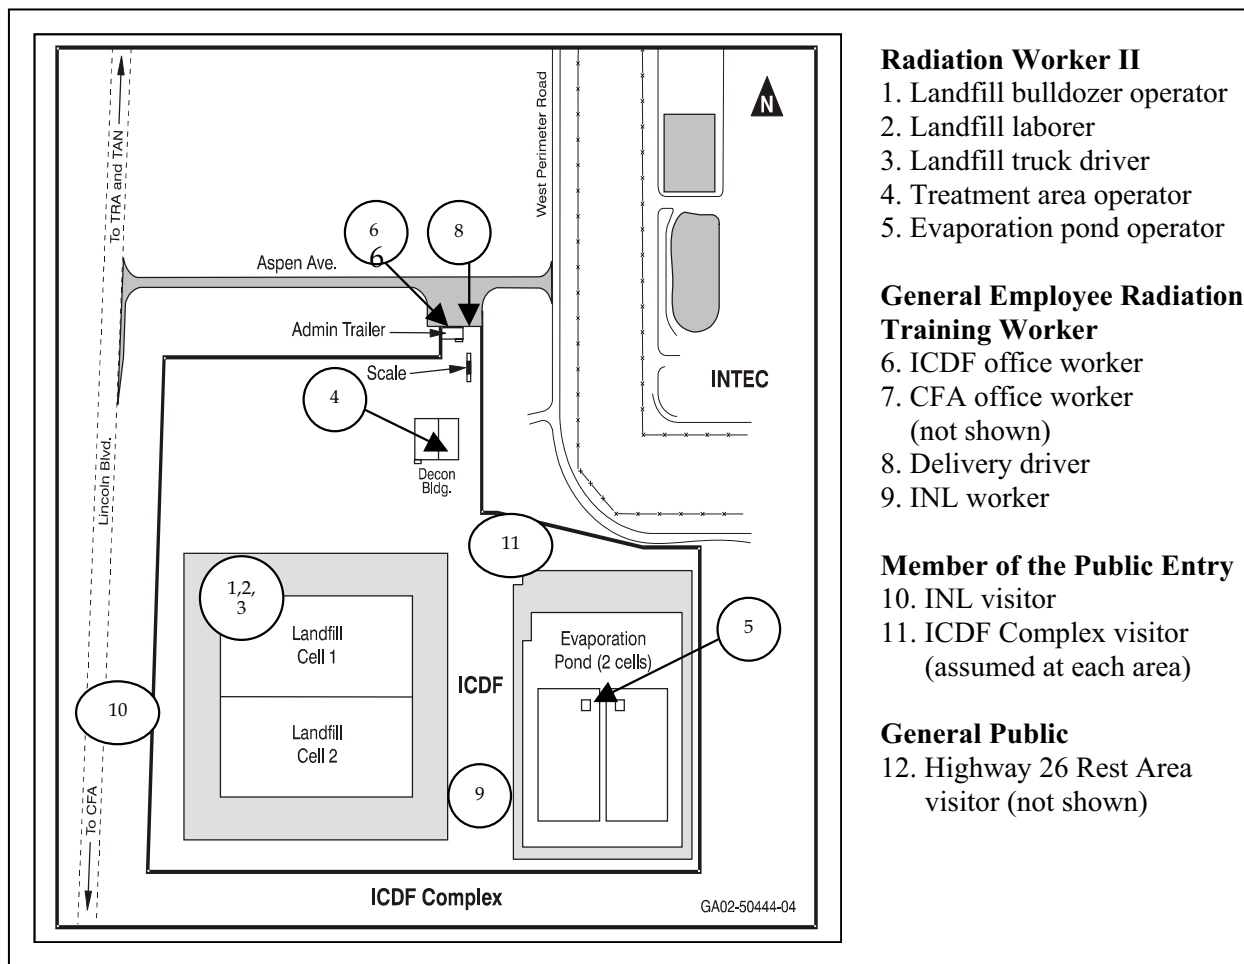 To TRA and TAN
West Perimeter Road
N
6
6
8
Aspen Ave.
Admin Trailer
Scale
INTEC
4
Decon
Bldg.
Lincoln Blvd.
11
1,2,
3
Landfill
Cell 1
Evaporation
Pond (2 cells)
5
ICDF
10
Landfill
Cell 2
9
To CFA
ICDF Complex
GA02-50444-04
Radiation Worker II
1. Landfill bulldozer operator
2. Landfill laborer
3. Landfill truck driver
4. Treatment area operator
5. Evaporation pond operator
General Employee Radiation
Training Worker
6. ICDF office worker
7. CFA office worker
(not shown)
8. Delivery driver
9. INL worker
Member of the Public Entry
10. INL visitor
11. ICDF Complex visitor
(assumed at each area)
General Public
12. Highway 26 Rest Area
visitor (not shown)